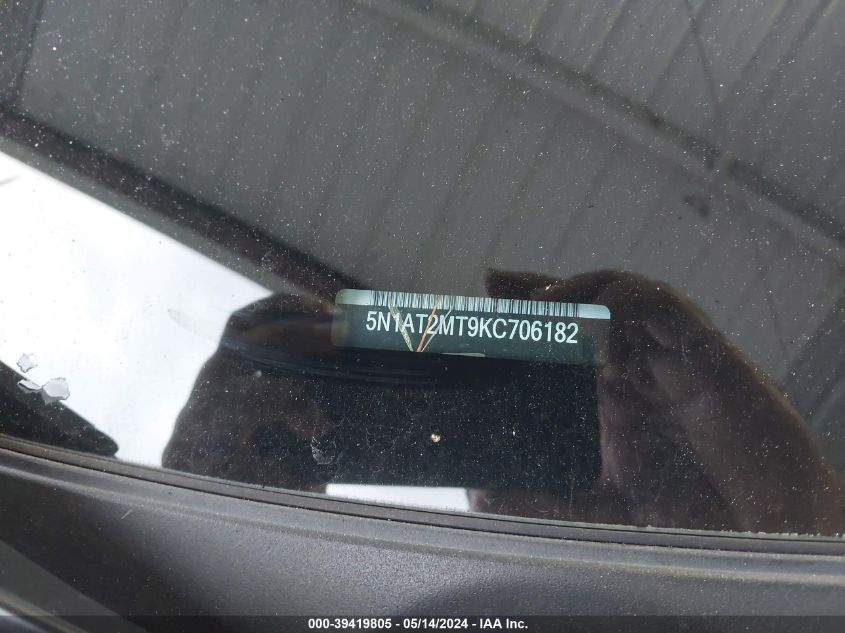 5N1AT2MT9KC706182
000-39419805 - 05/14/2024 - IAA Inc.